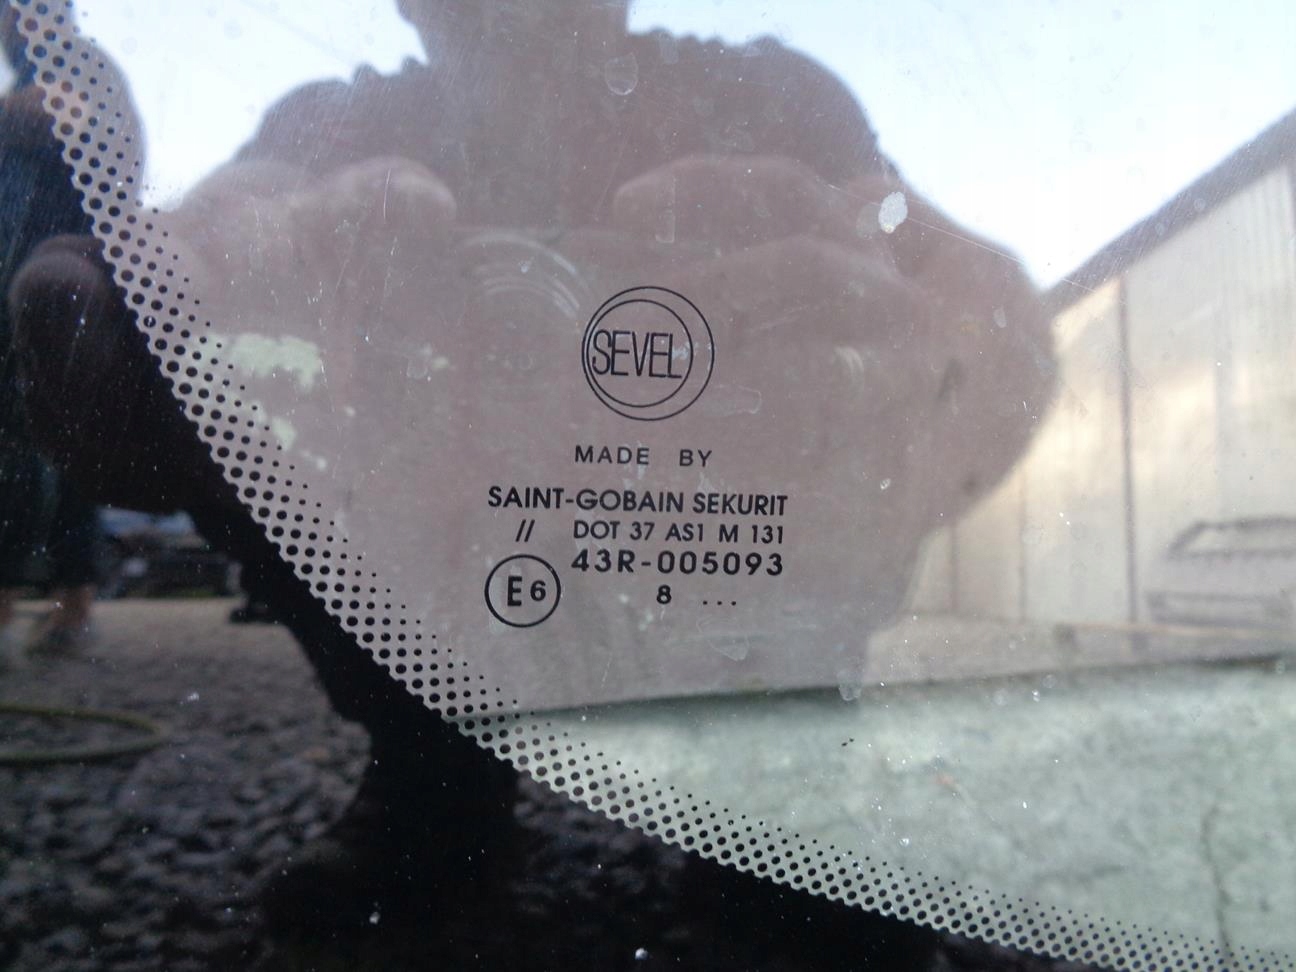 SEVEL
MADE BY
SAINT-GOBAIN SEKURIT
// DOT 37 AS1 M 131
43R-005093
E6 8 ...